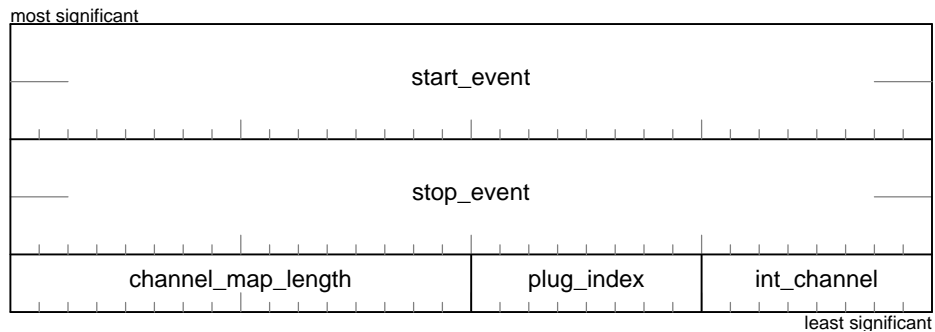 most significant
start_event
stop_event
channel_map_length plug_index int_channel
least significant